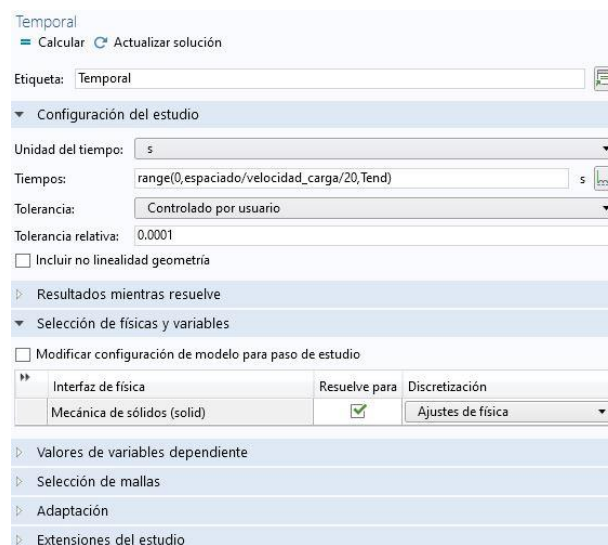 Temporal
= Calcular Actualizar solución
Etiqueta: Temporal
Configuración del estudio
Unidad del tiempo: s
Tiempos: range(0,espaciado/velocidad_carga/20,Tend) s
Tolerancia: Controlado por usuario
Tolerancia relativa: 0.0001
Incluir no linealidad geometría
Resultados mientras resuelve
Selección de físicas y variables
Modificar configuración de modelo para paso de estudio
Interfaz de física Resuelve para Discretización
Mecánica de sólidos (solid) Ajustes de física
Valores de variables dependiente
Selección de mallas
Adaptación
Extensiones del estudio